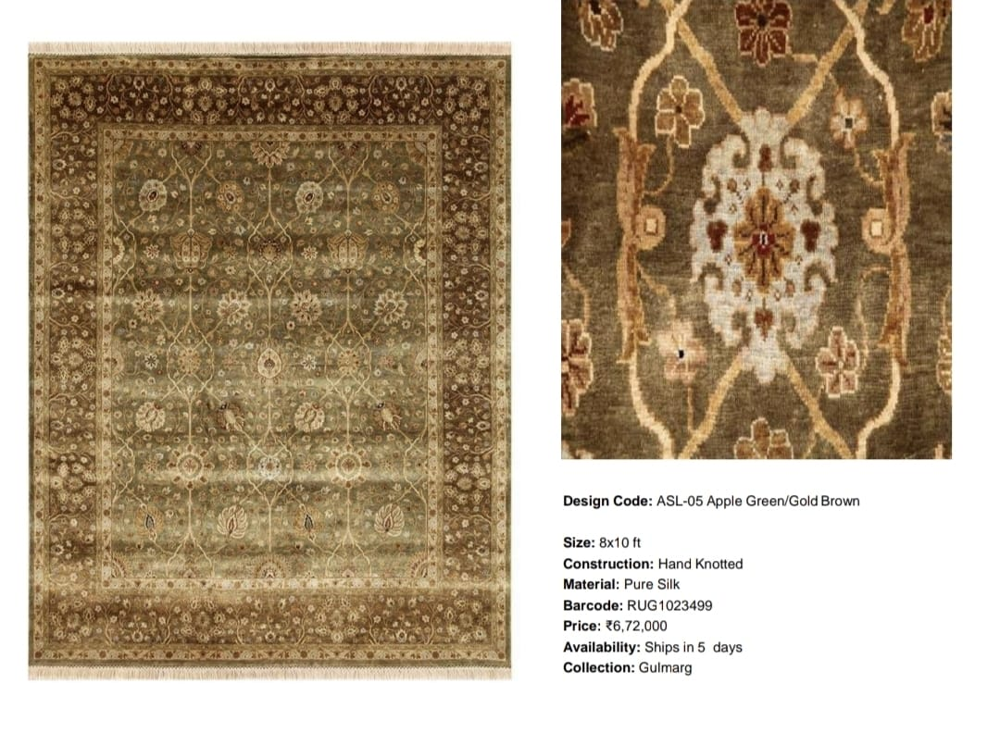 Design Code: ASL-05 Apple Green/Gold Brown
Size: 8x10 ft
Construction: Hand Knotted
Material: Pure Silk
Barcode: RUG1023499
Price: ₹6,72,000
Availability: Ships in 5 days
Collection: Gulmarg